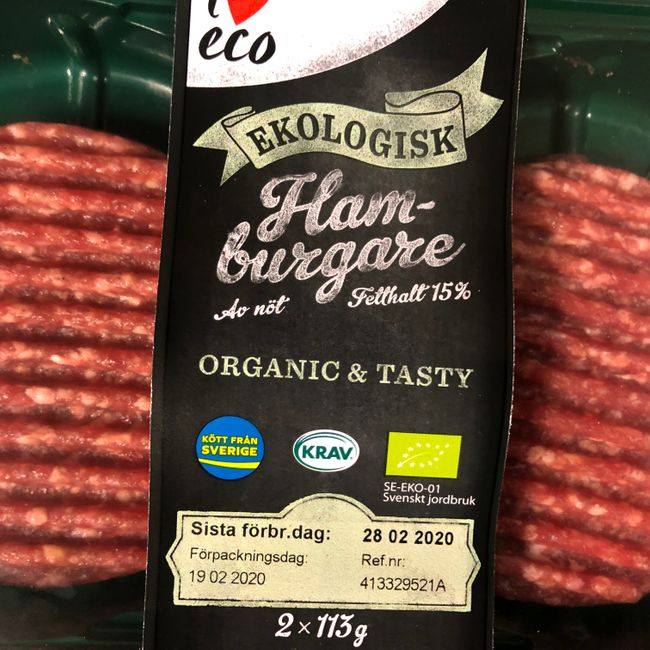 I
eco
EKOLOGISK
Ham-
burgare
Av nöt Fetthalt 15%
ORGANIC & TASTY
KÖTT FRÅN
SVERIGE
KRAV
SE-EKO-01
Svenskt jordbruk
Sista förbr.dag: 28 02 2020
Förpackningsdag: Ref.nr:
19 02 2020 413329521A
2 × 113 g